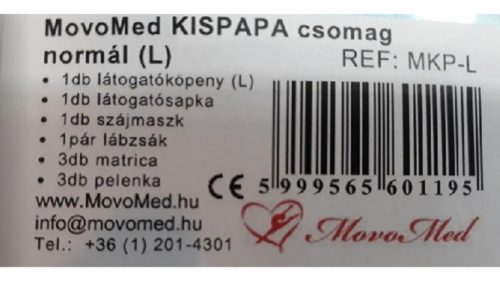 MovoMed KISPAPA csomag
normál (L)
REF: MKP-L
• 1db látogatóköpeny (L)
• 1db látogatósapka
• 1db szájmaszk
• 1pár lábzsák
• 3db matrica
• 3db pelenka
CE
5 999565 601195
www.MovoMed.hu
info@movomed.hu
Tel.: +36 (1) 201-4301
MovoMed